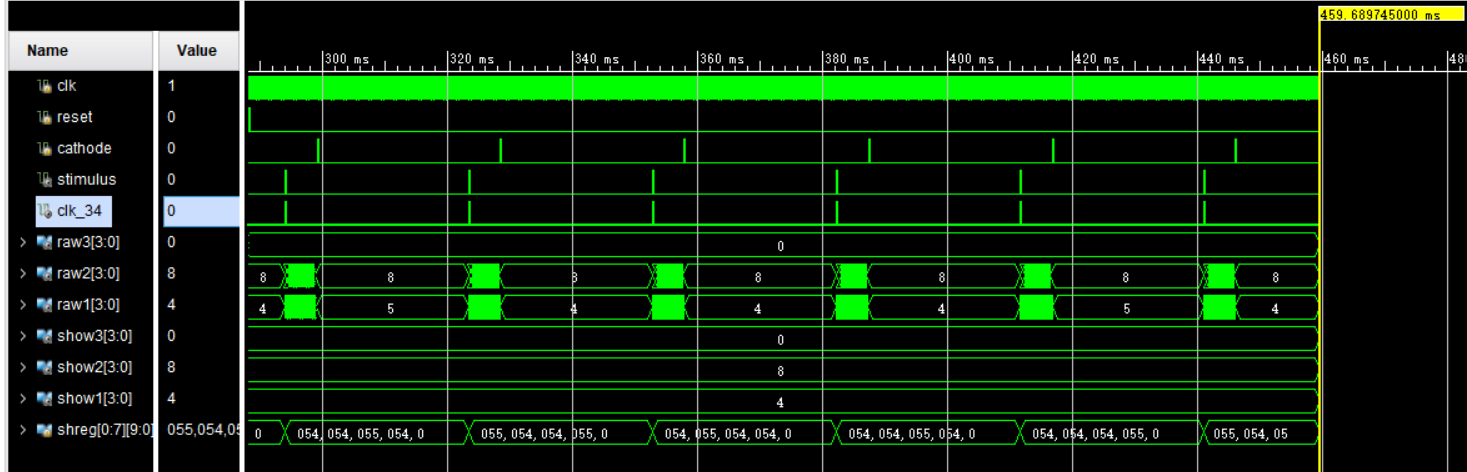 459.689745000 ms
Name Value
300 ms 320 ms 340 ms 360 ms 380 ms 400 ms 420 ms 440 ms 460 ms 48
clk 1
reset 0
cathode 0
stimulus 0
clk_34 0
> raw3[3:0] 0 0
> raw2[3:0] 8 8 8 8 8 8 8 8
> raw1[3:0] 4 4 5 4 4 4 5 4
> show3[3:0] 0 0
> show2[3:0] 8 8
> show1[3:0] 4 4
> shreg[0:7][9:0] 055,054,05 0 054,054,055,054,0 055,054,054,055,0 054,055,054,054,0 054,054,055,054,0 054,054,054,055,0 055,054,05